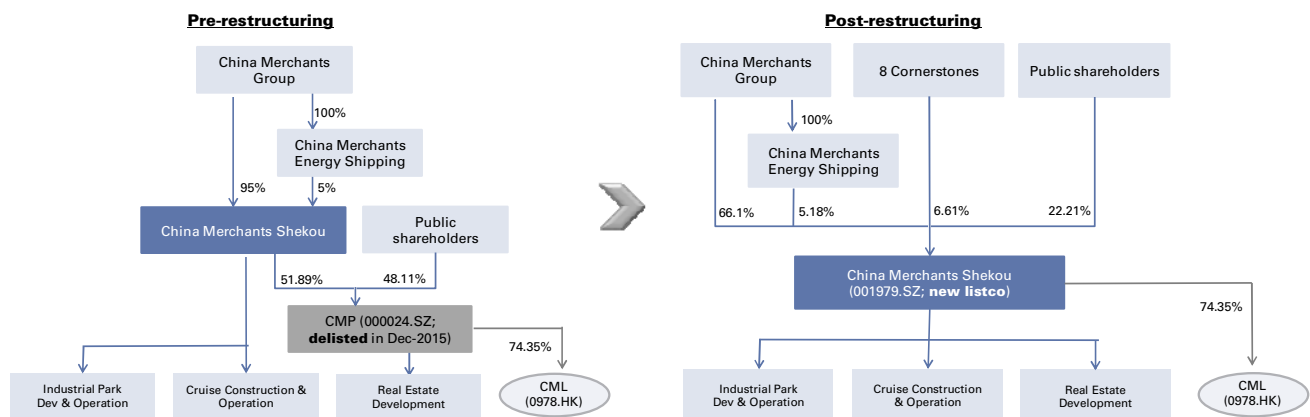 Pre-restructuring
China Merchants
Group
100%
China Merchants
Energy Shipping
95%
5%
China Merchants Shekou
Public
shareholders
51.89%
48.11%
CMP (000024.SZ;
delisted in Dec-2015)
74.35%
Industrial Park
Dev & Operation
Cruise Construction &
Operation
Real Estate
Development
CML
(0978.HK)
Post-restructuring
China Merchants
Group
8 Cornerstones
Public shareholders
100%
China Merchants
Energy Shipping
66.1%
5.18%
6.61%
22.21%
China Merchants Shekou
(001979.SZ; new listco)
74.35%
Industrial Park
Dev & Operation
Cruise Construction
& Operation
Real Estate
Development
CML
(0978.HK)